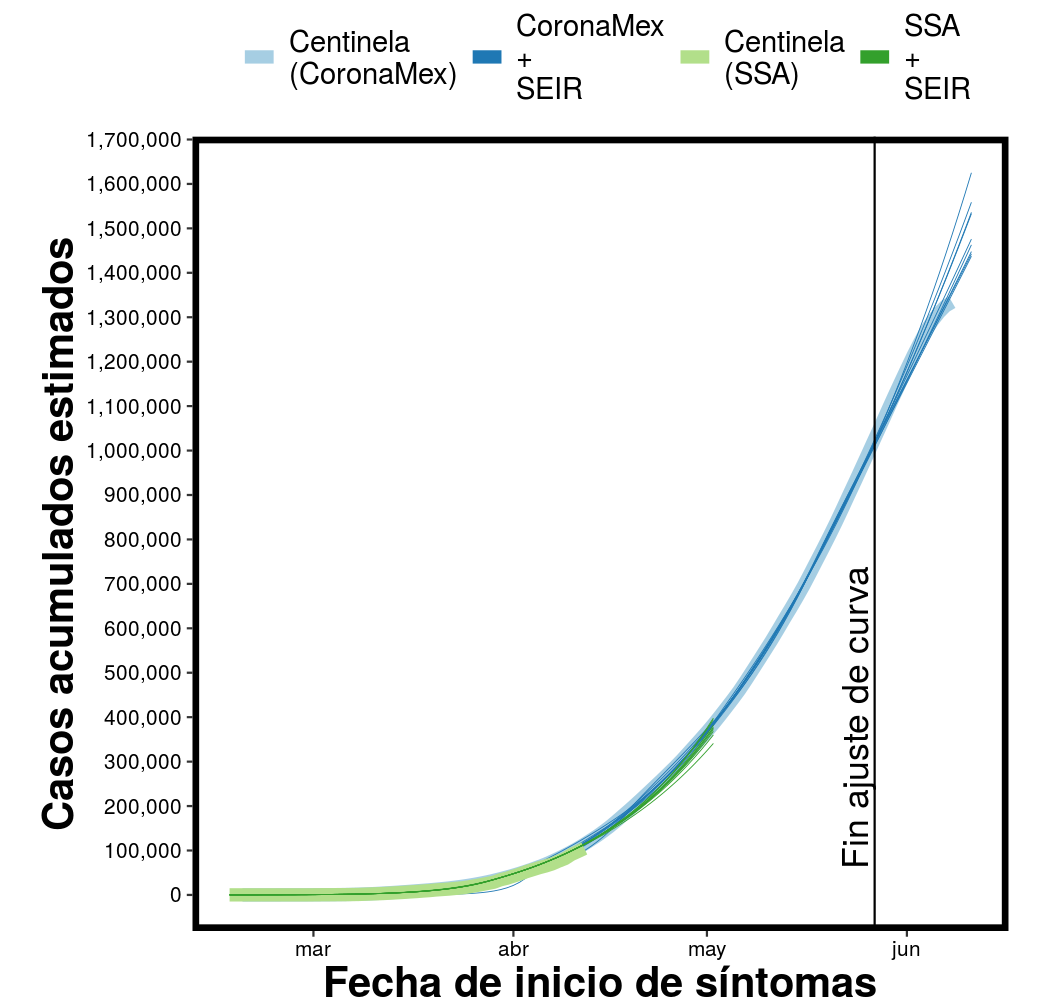 Centinela
(CoronaMex)
CoronaMex
+
SEIR
Centinela
(SSA)
SSA
+
SEIR
1,700,000
1,600,000
1,500,000
1,400,000
1,300,000
1,200,000
1,100,000
1,000,000
900,000
800,000
700,000
600,000
500,000
400,000
300,000
200,000
100,000
0
Casos acumulados estimados
Fin ajuste de curva
mar
abr
may
jun
Fecha de inicio de síntomas